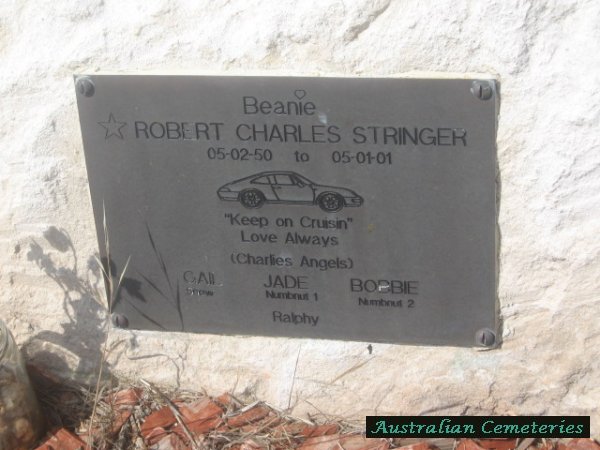 Beanie
ROBERT CHARLES STRINGER
05-02-50 to 05-01-01
"Keep on Cruisin"
Love Always
(Charlies Angels)
GAIL JADE BOBBIE
Numbnut 1 Numbnut 2
Ralphy
Australian Cemeteries